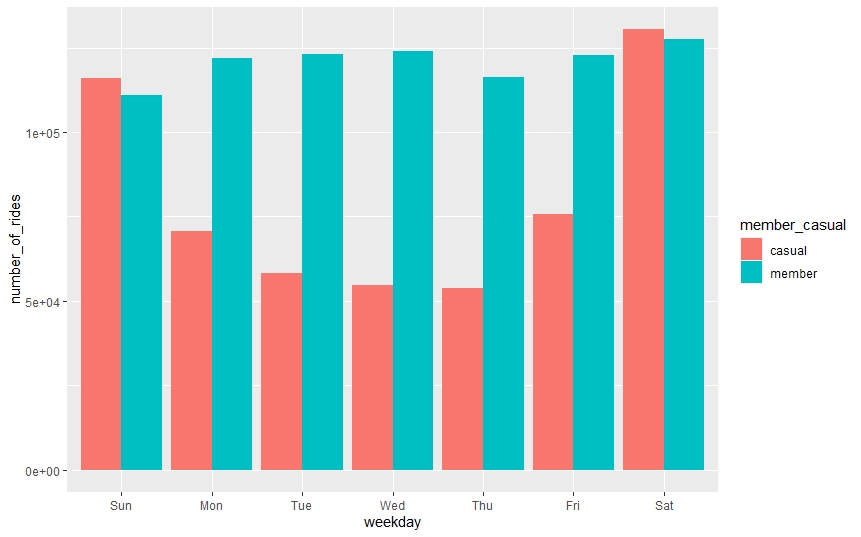 number_of_rides
1e+05
5e+04
0e+00
Sun Mon Tue Wed Thu Fri Sat
weekday
member_casual
casual
member